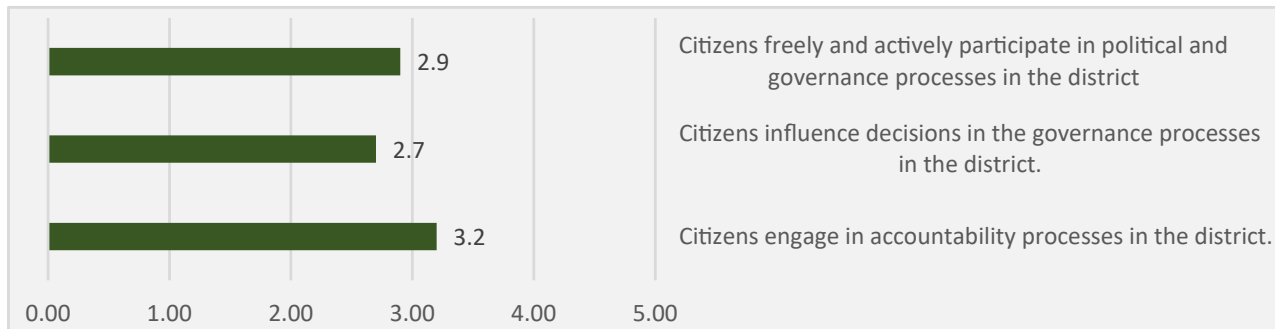 2.9
Citizens freely and actively participate in political and
governance processes in the district
2.7
Citizens influence decisions in the governance processes
in the district.
3.2
Citizens engage in accountability processes in the district.
0.00 1.00 2.00 3.00 4.00 5.00